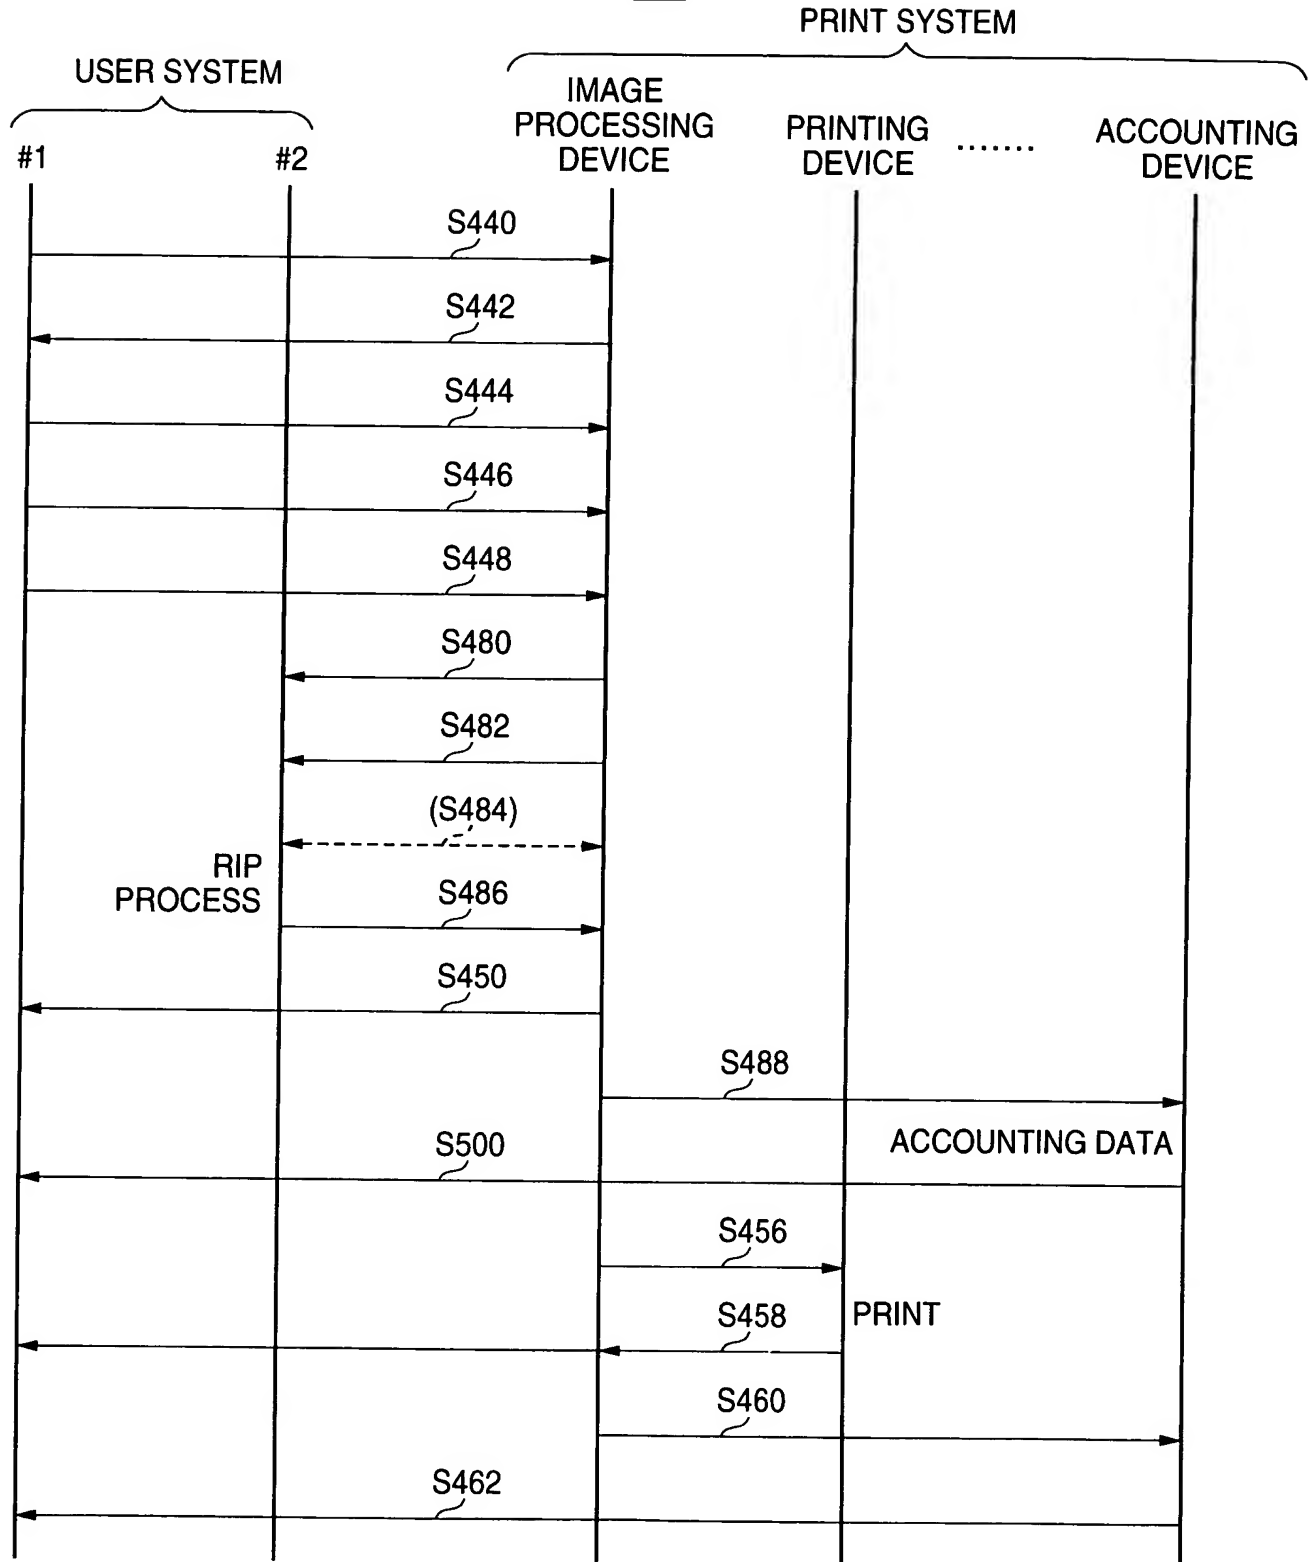 PRINT SYSTEM
USER SYSTEM
IMAGE
PROCESSING
DEVICE
PRINTING
DEVICE
.......
ACCOUNTING
DEVICE
#1
#2
S440
S442
S444
S446
S448
S480
S482
(S484)
RIP
PROCESS
S486
S450
S488
ACCOUNTING DATA
S500
S456
PRINT
S458
S460
S462